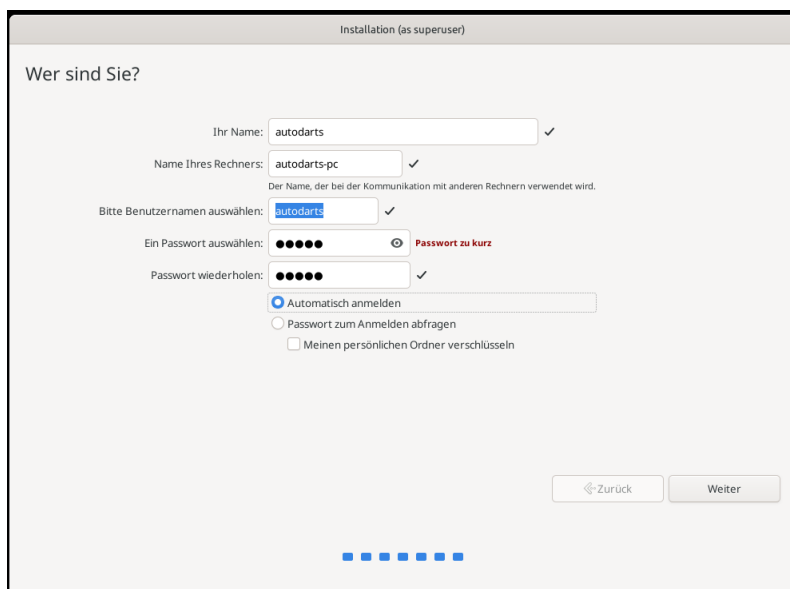 Installation (as superuser)
Wer sind Sie?
Ihr Name: autodarts
Name Ihres Rechners: autodarts-pc
Der Name, der bei der Kommunikation mit anderen Rechnern verwendet wird.
Bitte Benutzernamen auswählen: autodarts
Ein Passwort auswählen: ●●●●● Passwort zu kurz
Passwort wiederholen: ●●●●●
Automatisch anmelden
Passwort zum Anmelden abfragen
Meinen persönlichen Ordner verschlüsseln
Zurück Weiter